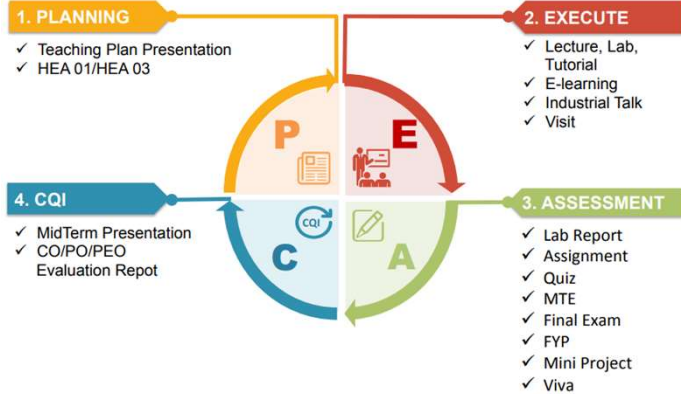 1. PLANNING
✓ Teaching Plan Presentation
✓ HEA 01/HEA 03
2. EXECUTE
✓ Lecture, Lab,
Tutorial
✓ E-learning
✓ Industrial Talk
✓ Visit
P
E
4. CQI
✓ MidTerm Presentation
✓ CO/PO/PEO
Evaluation Repot
CQI
C
A
3. ASSESSMENT
✓ Lab Report
✓ Assignment
✓ Quiz
✓ MTE
✓ Final Exam
✓ FYP
✓ Mini Project
✓ Viva